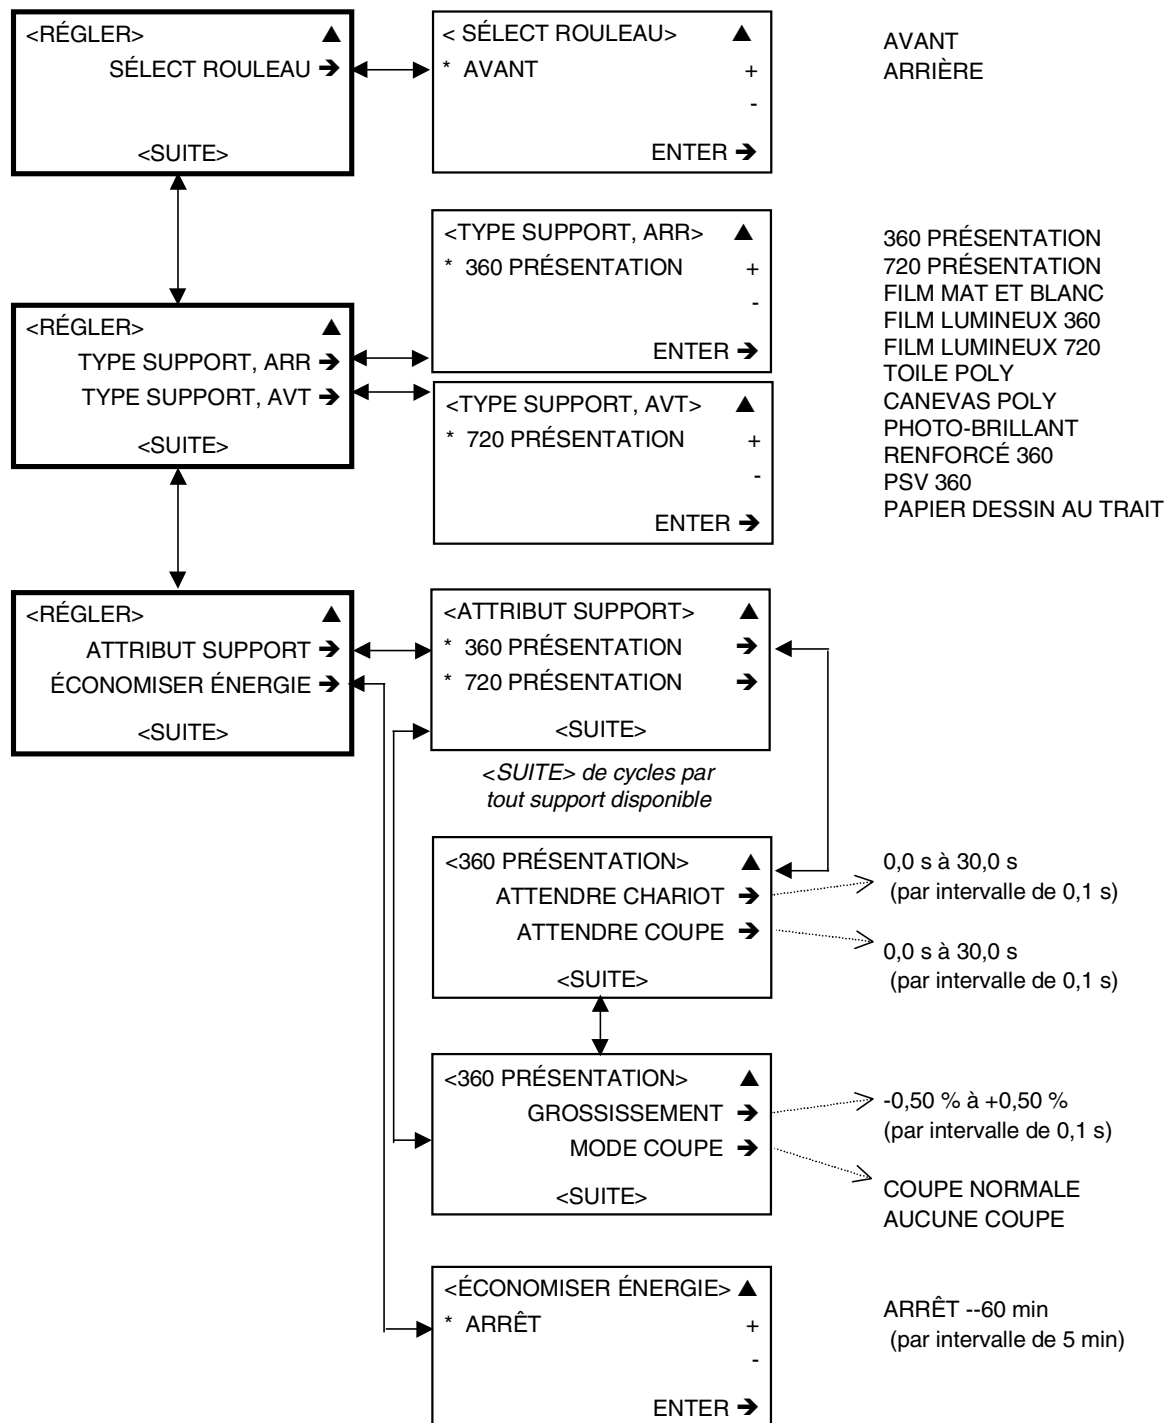 <RÉGLER> ▲
SÉLECT ROULEAU ➔
<SUITE>
< SÉLECT ROULEAU> ▲
* AVANT +
-
ENTER ➔
AVANT
ARRIÈRE
<RÉGLER> ▲
TYPE SUPPORT, ARR ➔
TYPE SUPPORT, AVT ➔
<SUITE>
<TYPE SUPPORT, ARR> ▲
* 360 PRÉSENTATION +
-
ENTER ➔
<TYPE SUPPORT, AVT> ▲
* 720 PRÉSENTATION +
-
ENTER ➔
360 PRÉSENTATION
720 PRÉSENTATION
FILM MAT ET BLANC
FILM LUMINEUX 360
FILM LUMINEUX 720
TOILE POLY
CANEVAS POLY
PHOTO-BRILLANT
RENFORCÉ 360
PSV 360
PAPIER DESSIN AU TRAIT
<RÉGLER> ▲
ATTRIBUT SUPPORT ➔
ÉCONOMISER ÉNERGIE ➔
<SUITE>
<ATTRIBUT SUPPORT> ▲
* 360 PRÉSENTATION ➔
* 720 PRÉSENTATION ➔
<SUITE>
<SUITE> de cycles par
tout support disponible
<360 PRÉSENTATION> ▲
ATTENDRE CHARIOT ➔
ATTENDRE COUPE ➔
<SUITE>
0,0 s à 30,0 s
(par intervalle de 0,1 s)
0,0 s à 30,0 s
(par intervalle de 0,1 s)
<360 PRÉSENTATION> ▲
GROSSISSEMENT ➔
MODE COUPE ➔
<SUITE>
-0,50 % à +0,50 %
(par intervalle de 0,1 s)
COUPE NORMALE
AUCUNE COUPE
<ÉCONOMISER ÉNERGIE> ▲
* ARRÊT +
-
ENTER ➔
ARRÊT --60 min
(par intervalle de 5 min)